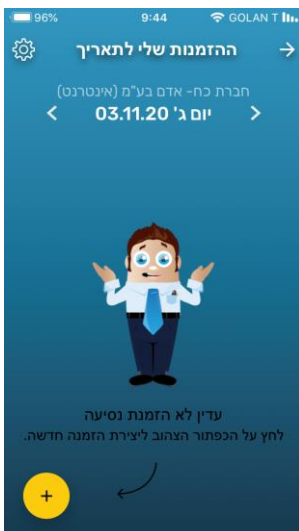 96%
9:44
GOLAN T
ההזמנות שלי לתאריך
חברת כח- אדם בע"מ (אינטרנט)
יום ג' 03.11.20
עדין לא הזמנת נסיעה
לחץ על הכפתור הצהוב ליצירת הזמנה חדשה.
+